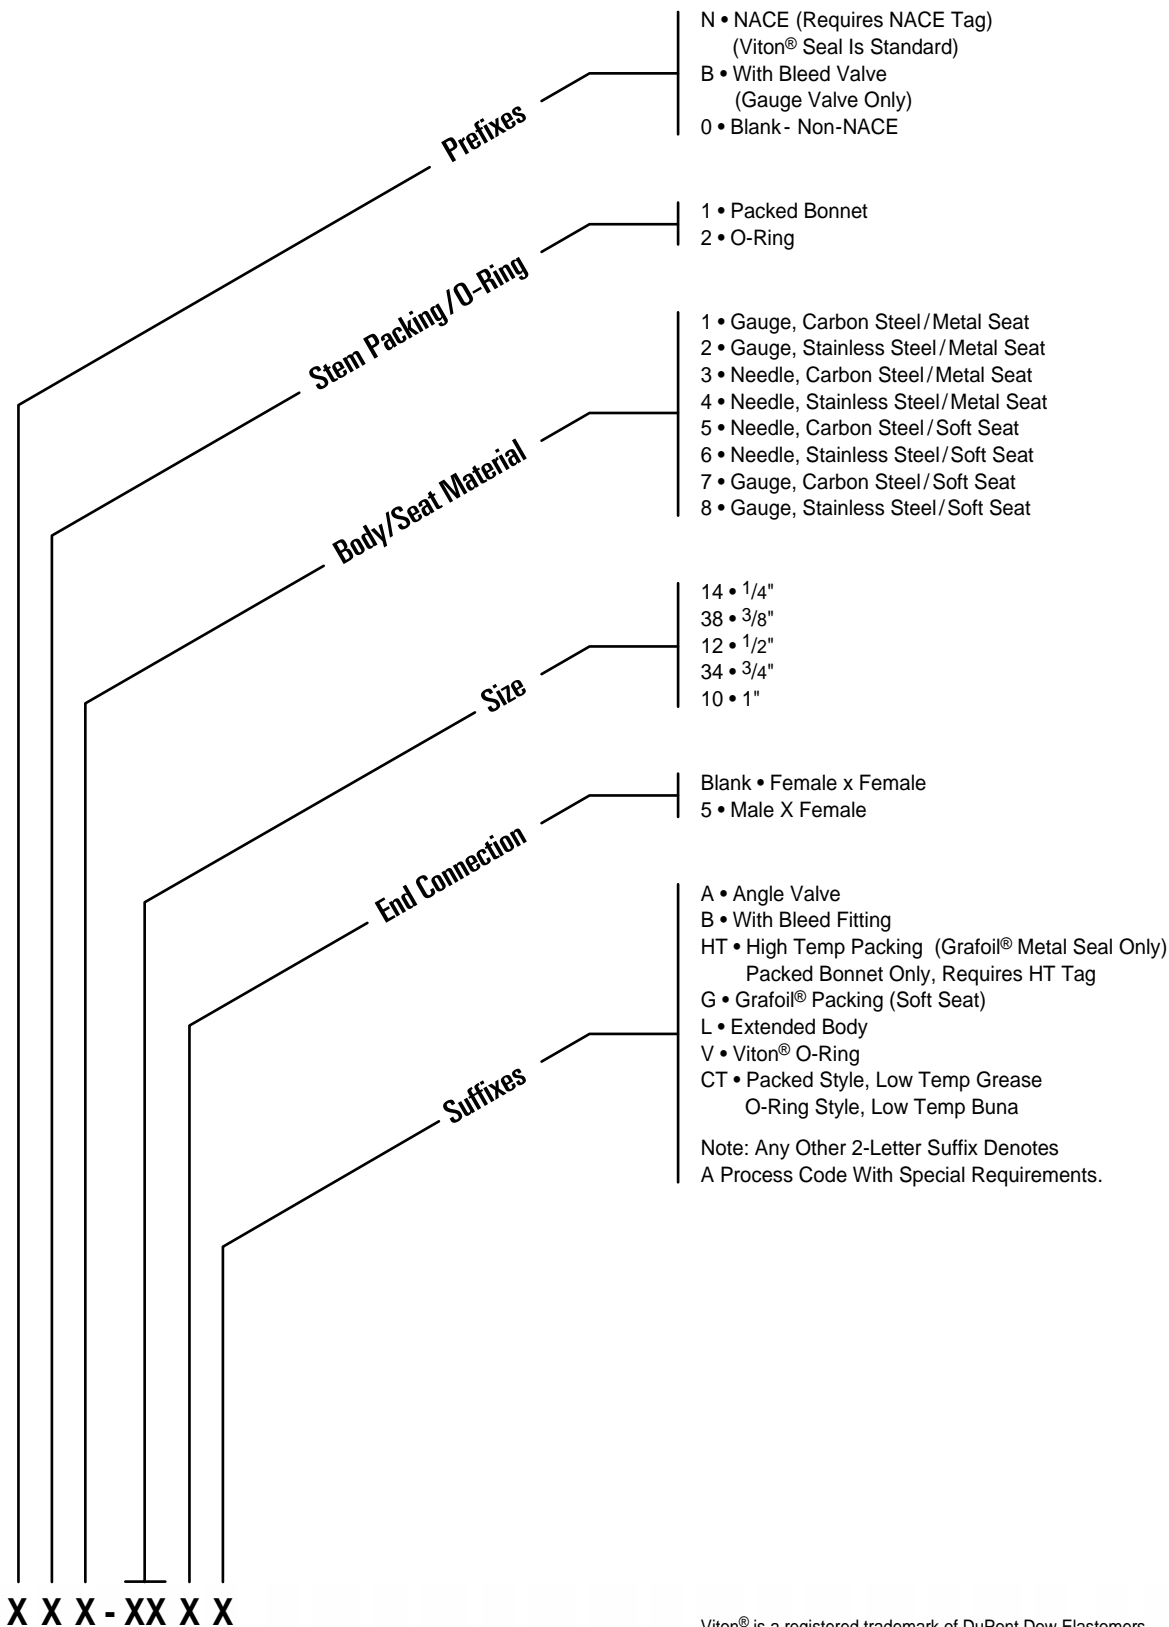 N • NACE (Requires NACE Tag)
(Viton® Seal Is Standard)
B • With Bleed Valve
(Gauge Valve Only)
0 • Blank - Non-NACE
Prefixes
1 • Packed Bonnet
2 • O-Ring
Stem Packing/O-Ring
1 • Gauge, Carbon Steel/Metal Seat
2 • Gauge, Stainless Steel/Metal Seat
3 • Needle, Carbon Steel/Metal Seat
4 • Needle, Stainless Steel/Metal Seat
5 • Needle, Carbon Steel/Soft Seat
6 • Needle, Stainless Steel/Soft Seat
7 • Gauge, Carbon Steel/Soft Seat
8 • Gauge, Stainless Steel/Soft Seat
Body/Seat Material
14 • 1/4"
38 • 3/8"
12 • 1/2"
34 • 3/4"
10 • 1"
Size
Blank • Female x Female
5 • Male X Female
End Connection
A • Angle Valve
B • With Bleed Fitting
HT • High Temp Packing (Grafoil® Metal Seal Only)
Packed Bonnet Only, Requires HT Tag
G • Grafoil® Packing (Soft Seat)
L • Extended Body
V • Viton® O-Ring
CT • Packed Style, Low Temp Grease
O-Ring Style, Low Temp Buna
Suffixes
Note: Any Other 2-Letter Suffix Denotes
A Process Code With Special Requirements.
X X X - XX X X
Viton® is a registered trademark of DuPont Dow Elastomers